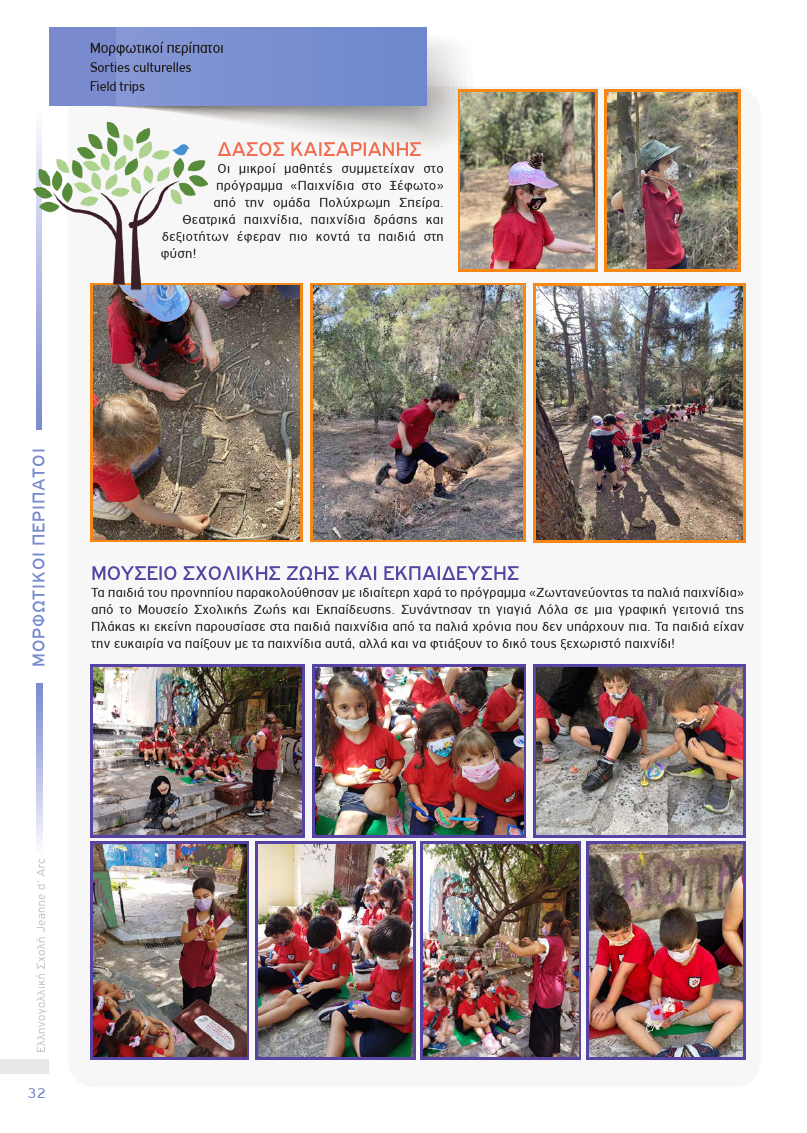 Μορφωτικοί περίπατοι
Sorties culturelles
Field trips
ΔΑΣΟΣ ΚΑΙΣΑΡΙΑΝΗΣ
Οι μικροί μαθητές συμμετείχαν στο
πρόγραμμα «Παιχνίδια στο Ξέφωτο»
από την ομάδα Πολύχρωμη Σπείρα.
Θεατρικά παιχνίδια, παιχνίδια δράσης και
δεξιοτήτων έφεραν πιο κοντά τα παιδιά στη
φύση!
ΜΟΥΣΕΙΟ ΣΧΟΛΙΚΗΣ ΖΩΗΣ ΚΑΙ ΕΚΠΑΙΔΕΥΣΗΣ
Τα παιδιά του προνηπίου παρακολούθησαν με ιδιαίτερη χαρά το πρόγραμμα «Ζωντανεύοντας τα παλιά παιχνίδια»
από το Μουσείο Σχολικής Ζωής και Εκπαίδευσης. Συνάντησαν τη γιαγιά Λόλα σε μια γραφική γειτονιά της
Πλάκας κι εκείνη παρουσίασε στα παιδιά παιχνίδια από τα παλιά χρόνια που δεν υπάρχουν πια. Τα παιδιά είχαν
την ευκαιρία να παίξουν με τα παιχνίδια αυτά, αλλά και να φτιάξουν το δικό τους ξεχωριστό παιχνίδι!
ΜΟΡΦΩΤΙΚΟΙ ΠΕΡΙΠΑΤΟΙ
Ελληνογαλλική Σχολή Jeanne d' Arc
32